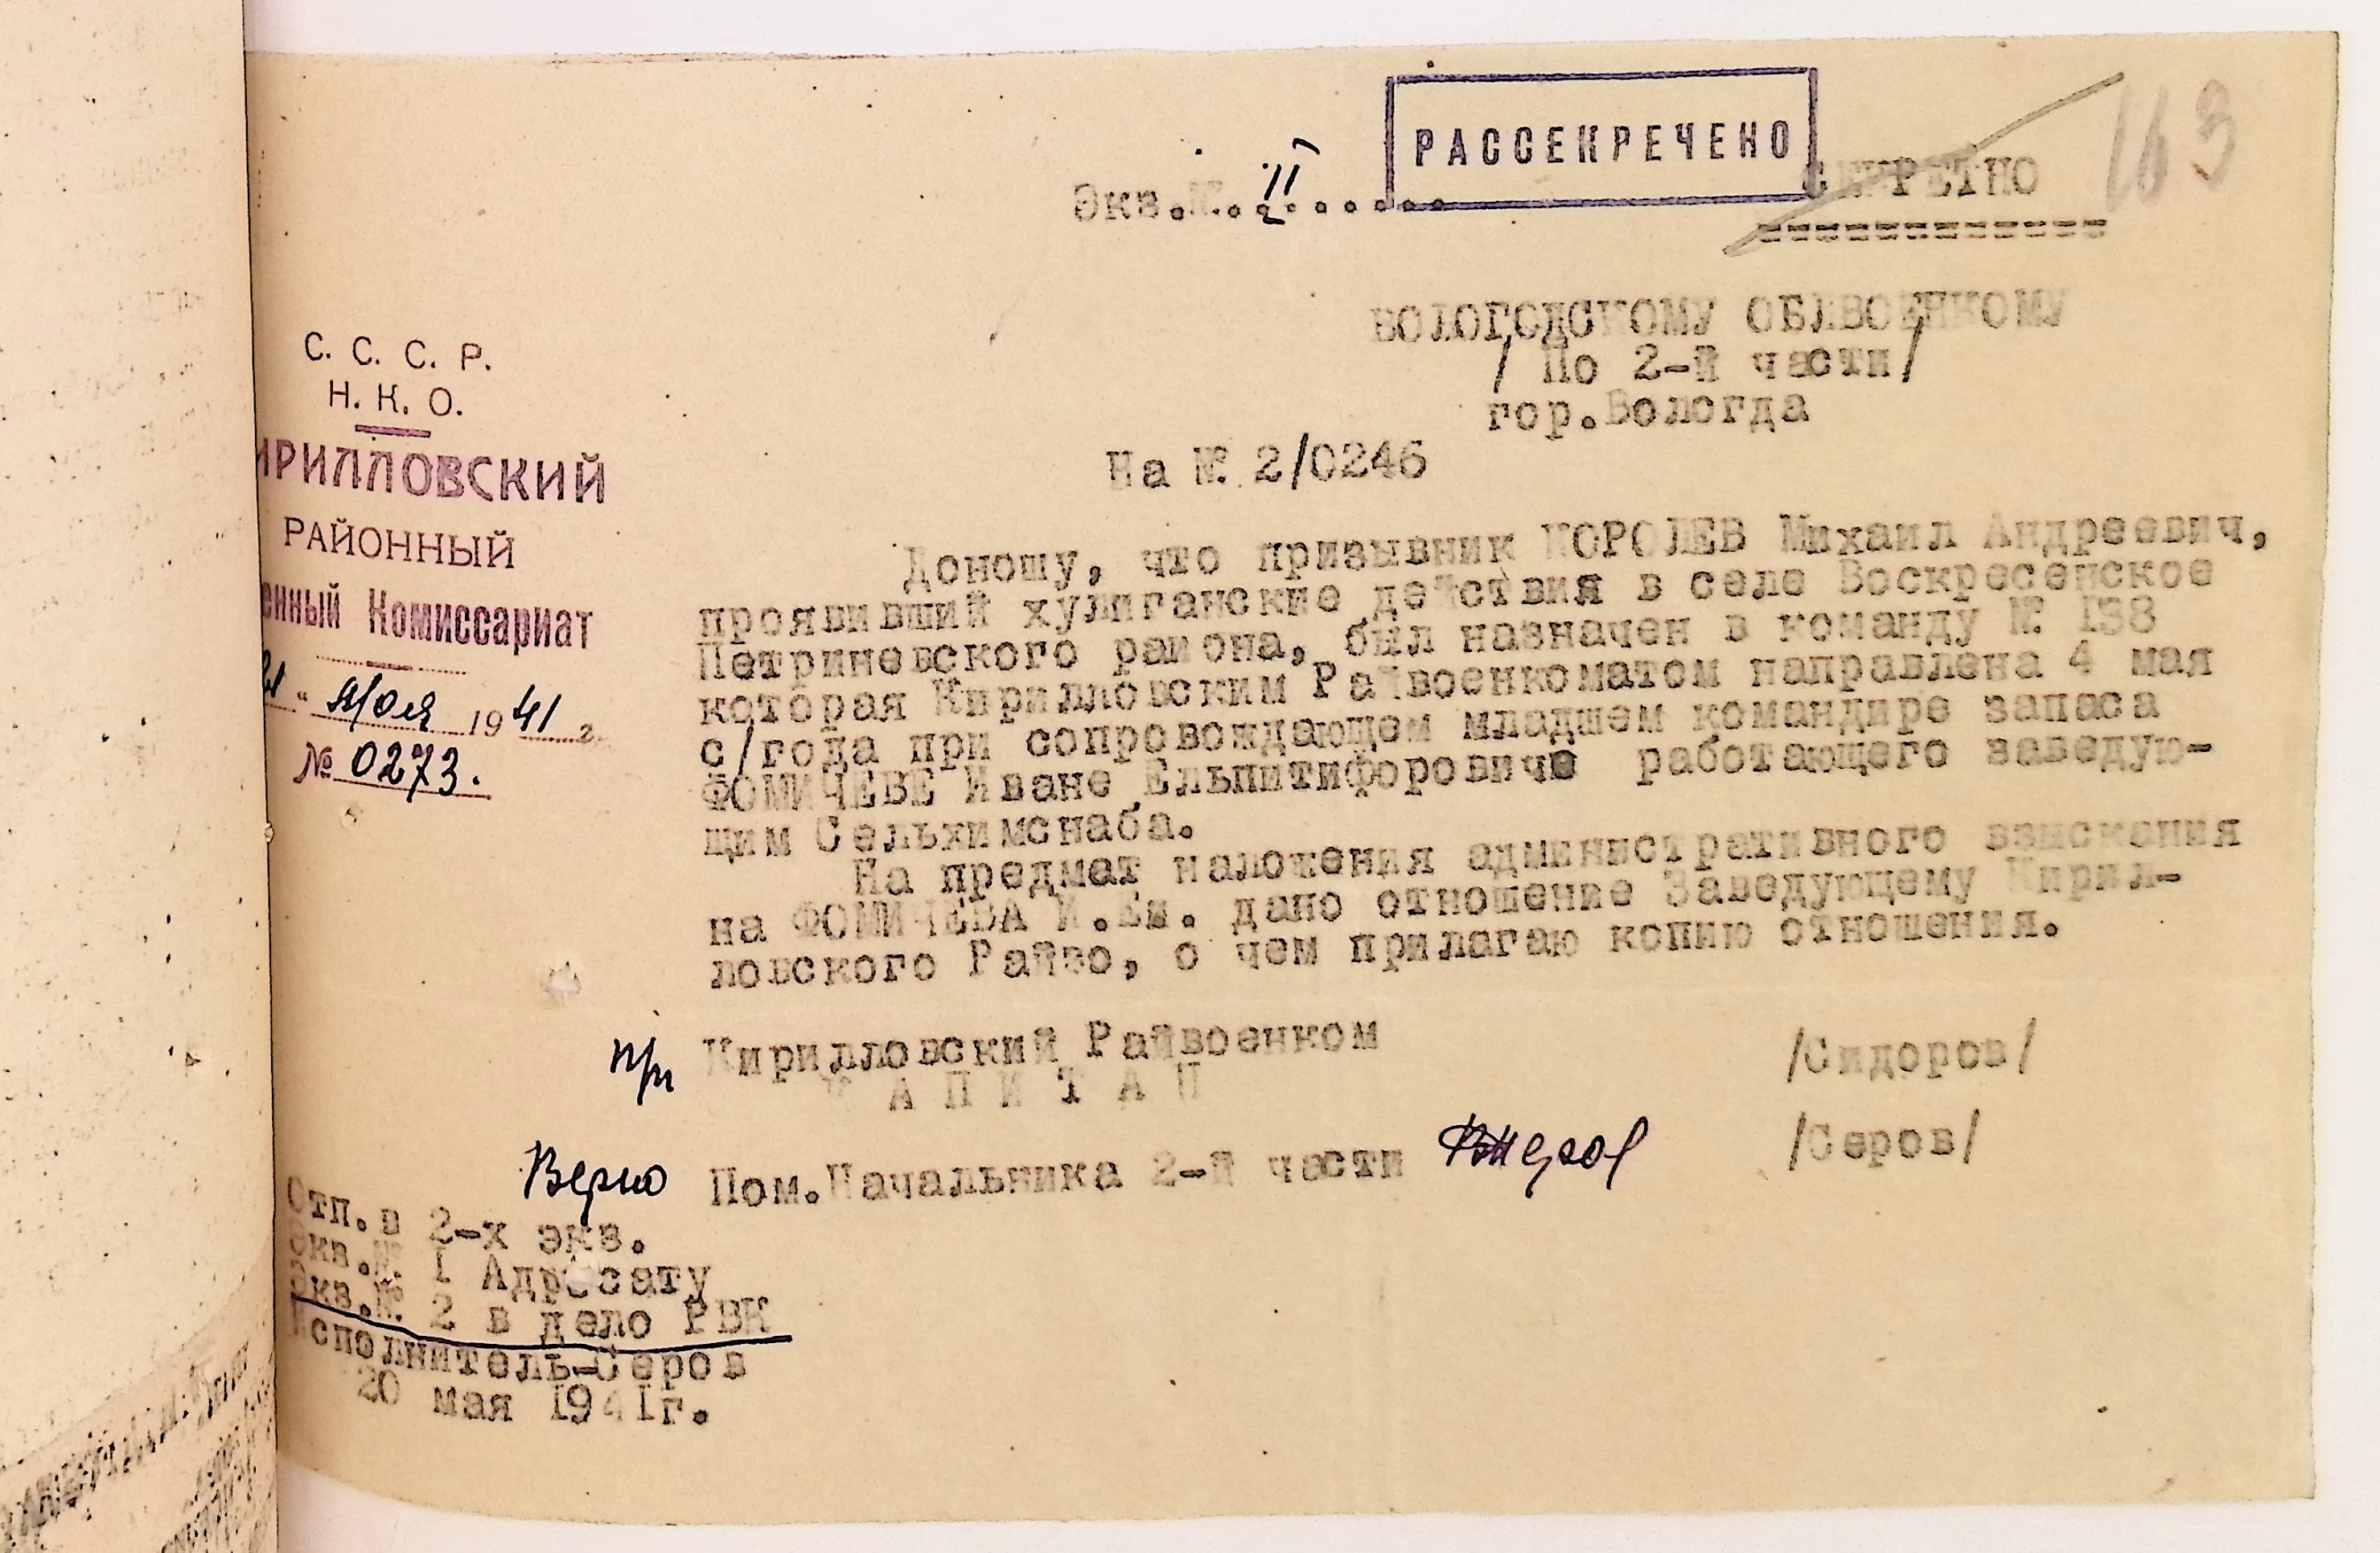 РАССЕКРЕЧЕНО
Экз.№..II.......
СЕКРЕТНО
163
ВОЛОГОДСКОМУ ОБЛВОЕНКОМУ
/ По 2-й части/
гор.Вологда
С. С. С. Р.
Н. К. О.
ИРИЛЛОВСКИЙ
РАЙОННЫЙ
енный Комиссариат
21 " мая 1941 г.
№ 0273.
На № 2/0246
Доношу, что призывник КОРОЛЕВ Михаил Андреевич,
проявивший хулиганские действия в селе Воскресенское
Петриневского района, был назначен в команду № 138
которая Кирилловским Райвоенкоматом направлена 4 мая
с/года при сопровождающем младшем командире запаса
ФОМИЧЕВЕ Иване Ельпитифоровиче работающего заведую-
щим Сельхимснаба.
На предмат наложения административного взыскания
на ФОМИЧЕВА И.Ел. дано отношение Заведующему Кирил-
ловского Райзо, о чем прилагаю копию отношения.
п/п Кирилловский Райвоенком
КАПИТАН /Сидоров/
Верно Пом.Начальника 2-й части /Серов/
Отп.в 2-х экз.
Экз.№ 1 Адресату
Экз.№ 2 в дело РВК
Исполнитель-Серов
20 мая 1941г.